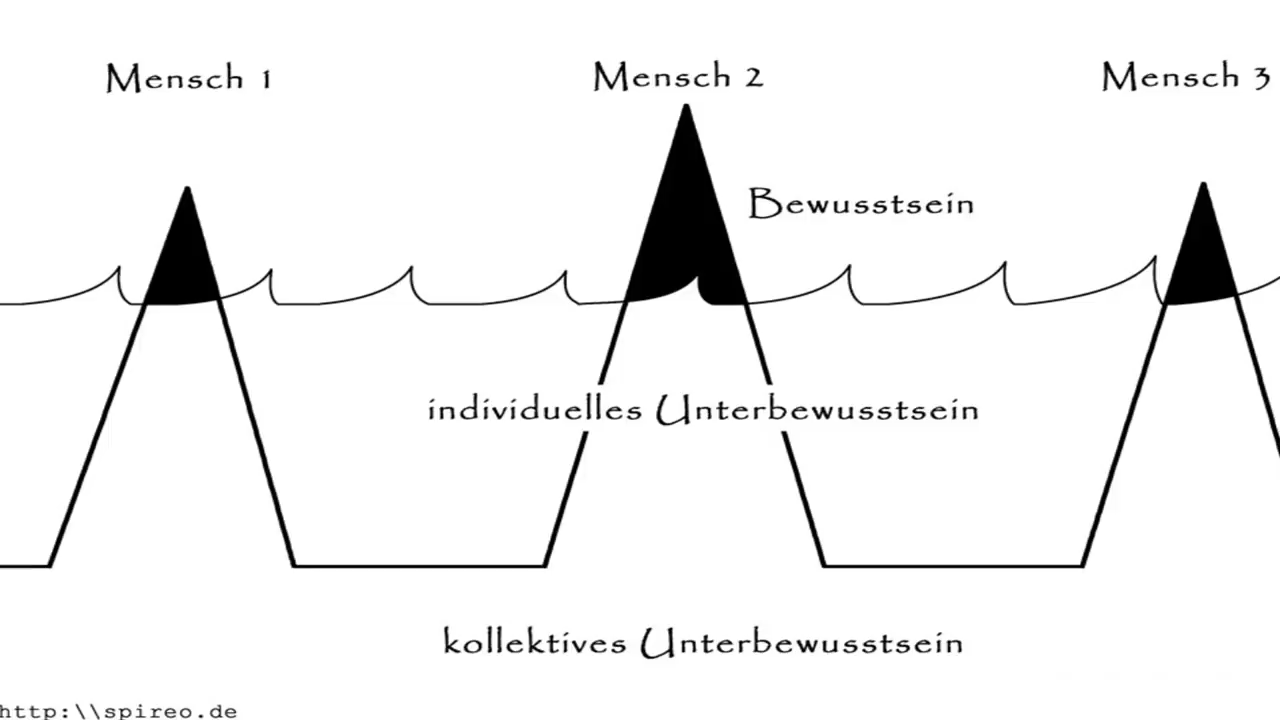 Mensch 1
Mensch 2
Mensch 3
Bewusstsein
individuelles Unterbewusstsein
kollektives Unterbewusstsein
http:\\spireo.de